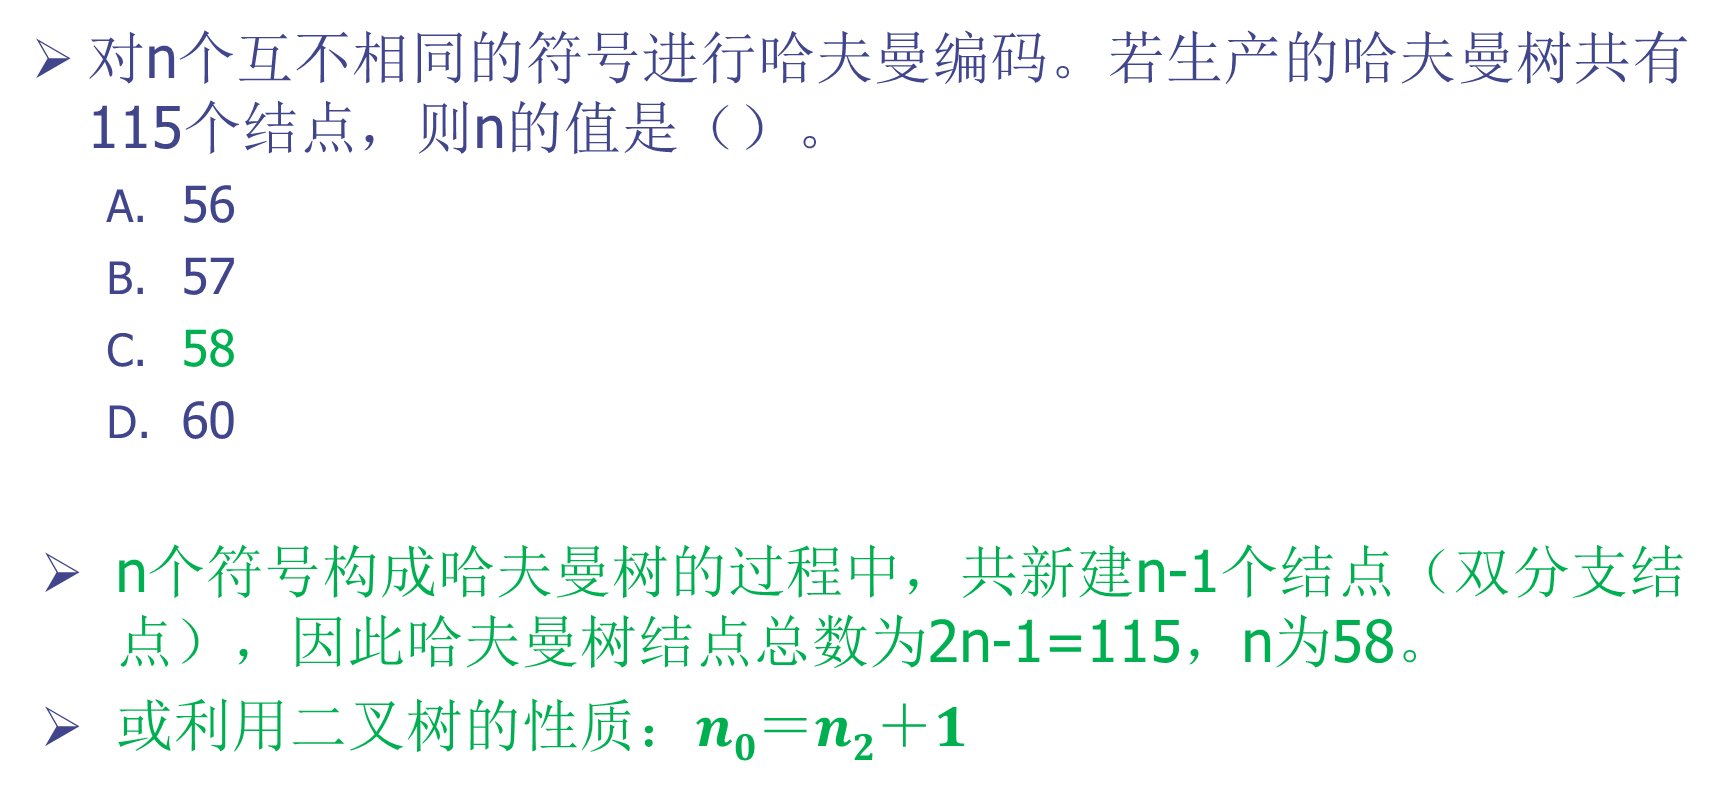 ➢ 对n个互不相同的符号进行哈夫曼编码。若生产的哈夫曼树共有
115个结点，则n的值是（）。
A. 56
B. 57
C. 58
D. 60
➢ n个符号构成哈夫曼树的过程中，共新建n-1个结点（双分支结
点），因此哈夫曼树结点总数为2n-1=115，n为58。
➢ 或利用二叉树的性质：n₀＝n₂＋1